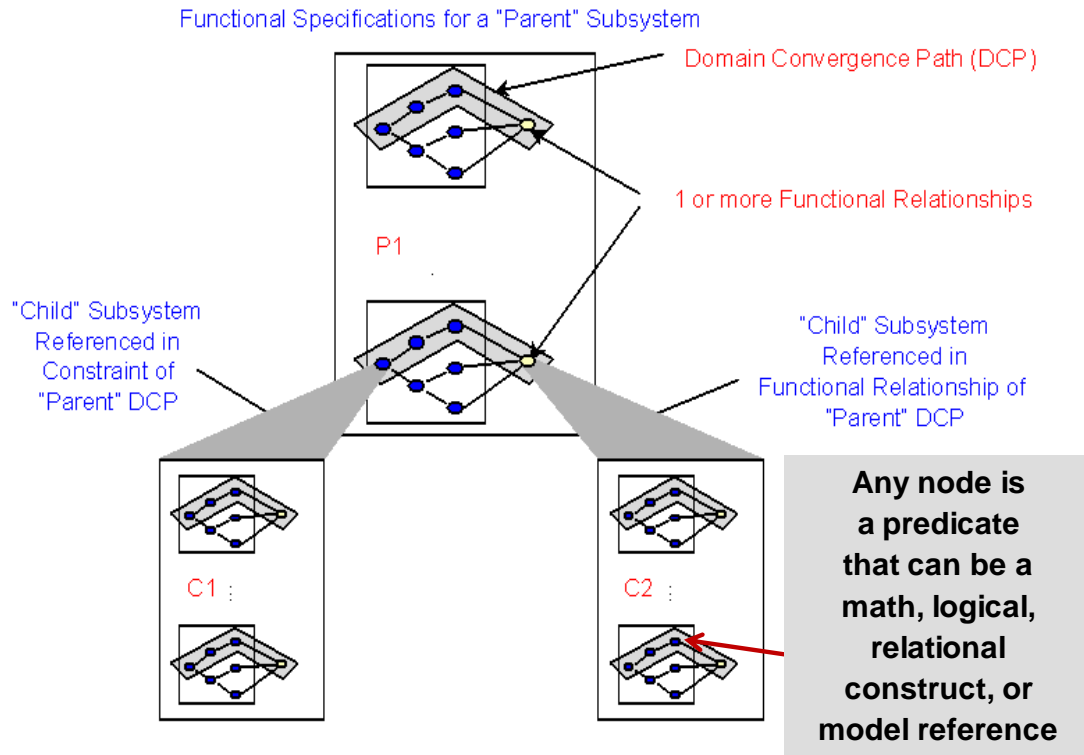 Functional Specifications for a "Parent" Subsystem
Domain Convergence Path (DCP)
1 or more Functional Relationships
P1
"Child" Subsystem
Referenced in
Constraint of
"Parent" DCP
"Child" Subsystem
Referenced in
Functional Relationship of
"Parent" DCP
C1
C2
Any node is
a predicate
that can be a
math, logical,
relational
construct, or
model reference